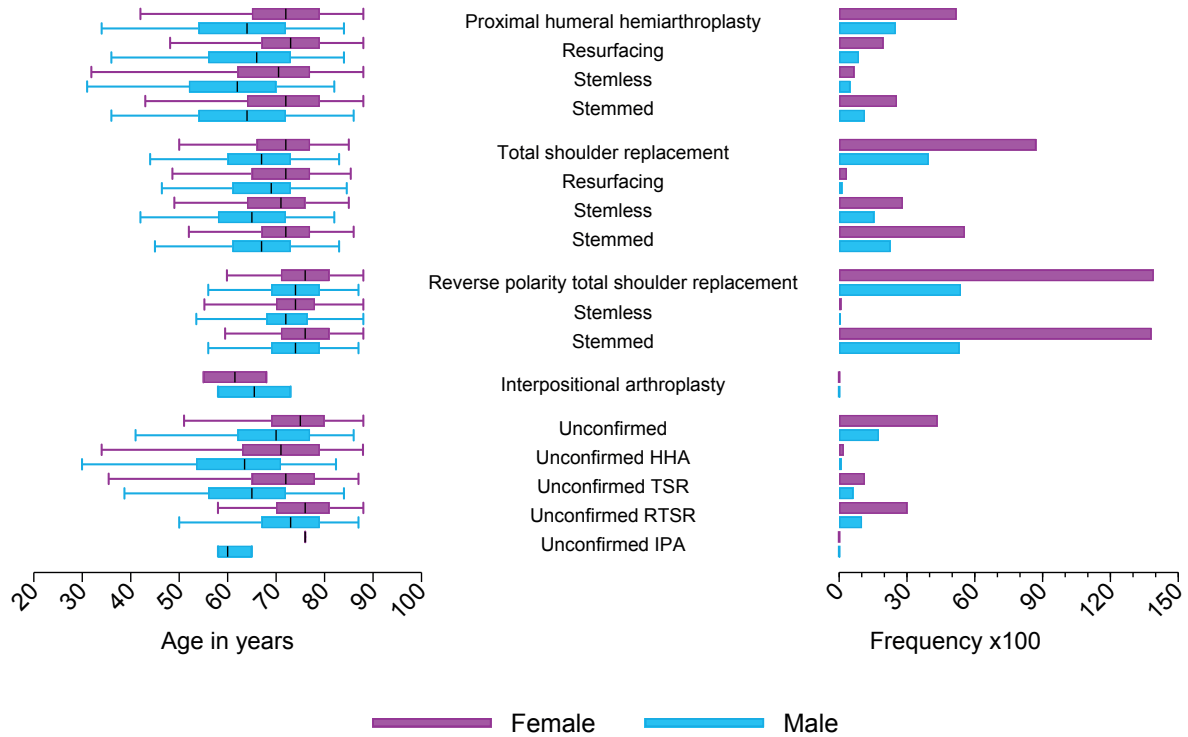 Proximal humeral hemiarthroplasty
Resurfacing
Stemless
Stemmed
Total shoulder replacement
Resurfacing
Stemless
Stemmed
Reverse polarity total shoulder replacement
Stemless
Stemmed
Interpositional arthroplasty
Unconfirmed
Unconfirmed HHA
Unconfirmed TSR
Unconfirmed RTSR
Unconfirmed IPA
20 30 40 50 60 70 80 90 100
Age in years
0 30 60 90 120 150
Frequency x100
Female Male